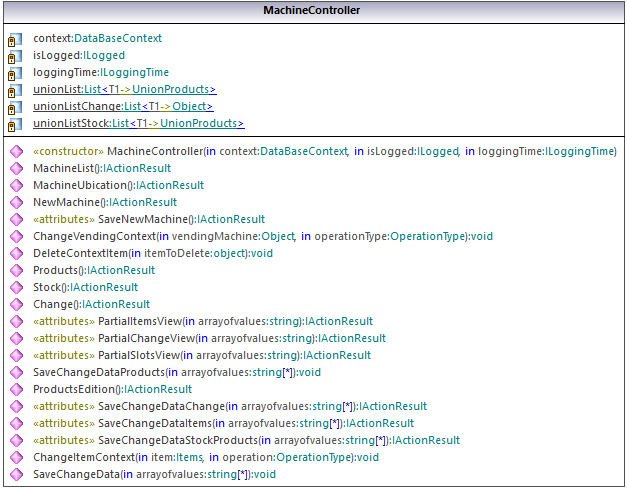 MachineController
context:DataBaseContext
isLogged:ILogged
loggingTime:ILoggingTime
unionList:List<T1->UnionProducts>
unionListChange:List<T1->Object>
unionListStock:List<T1->UnionProducts>
«constructor» MachineController(in context:DataBaseContext, in isLogged:ILogged, in loggingTime:ILoggingTime)
MachineList():IActionResult
MachineUbication():IActionResult
NewMachine():IActionResult
«attributes» SaveNewMachine():IActionResult
ChangeVendingContext(in vendingMachine:Object, in operationType:OperationType):void
DeleteContextItem(in itemToDelete:object):void
Products():IActionResult
Stock():IActionResult
Change():IActionResult
«attributes» PartialItemsView(in arrayofvalues:string):IActionResult
«attributes» PartialChangeView(in arrayofvalues:string):IActionResult
«attributes» PartialSlotsView(in arrayofvalues:string):IActionResult
SaveChangeDataProducts(in arrayofvalues:string[*]):void
ProductsEdition():IActionResult
«attributes» SaveChangeDataChange(in arrayofvalues:string[*]):IActionResult
«attributes» SaveChangeDataItems(in arrayofvalues:string[*]):IActionResult
«attributes» SaveChangeDataStockProducts(in arrayofvalues:string[*]):IActionResult
ChangeItemContext(in item:Items, in operation:OperationType):void
SaveChangeData(in arrayofvalues:string[*]):void